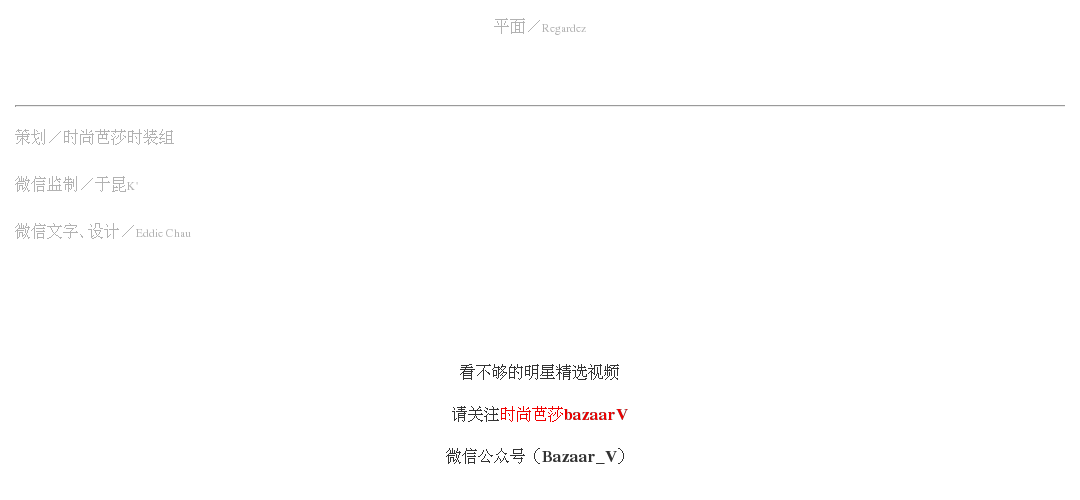 平面／Regardez
策划／时尚芭莎时装组
微信监制／于昆K'
微信文字、设计／Eddie Chau
看不够的明星精选视频
请关注时尚芭莎bazaarV
微信公众号（Bazaar_V）